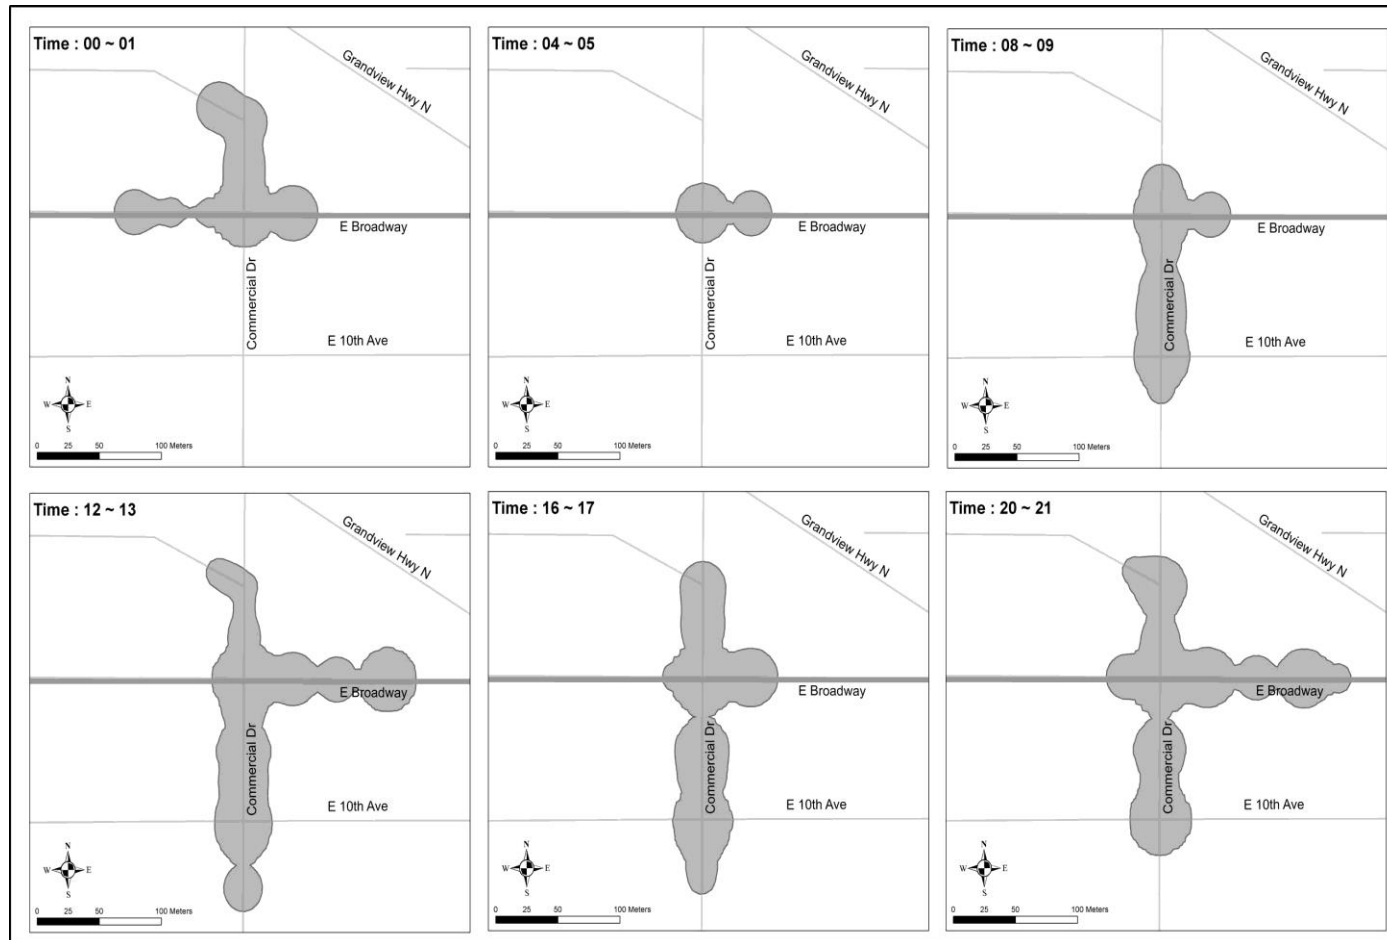 Time : 00 ~ 01
Grandview Hwy N
E Broadway
Commercial Dr
E 10th Ave
N
W E
S
0 25 50 100 Meters
Time : 04 ~ 05
Grandview Hwy N
E Broadway
Commercial Dr
E 10th Ave
N
W E
S
0 25 50 100 Meters
Time : 08 ~ 09
Grandview Hwy N
E Broadway
Commercial Dr
E 10th Ave
N
W E
S
0 25 50 100 Meters
Time : 12 ~ 13
Grandview Hwy N
E Broadway
Commercial Dr
E 10th Ave
N
W E
S
0 25 50 100 Meters
Time : 16 ~ 17
Grandview Hwy N
E Broadway
Commercial Dr
E 10th Ave
N
W E
S
0 25 50 100 Meters
Time : 20 ~ 21
Grandview Hwy N
E Broadway
Commercial Dr
E 10th Ave
N
W E
S
0 25 50 100 Meters